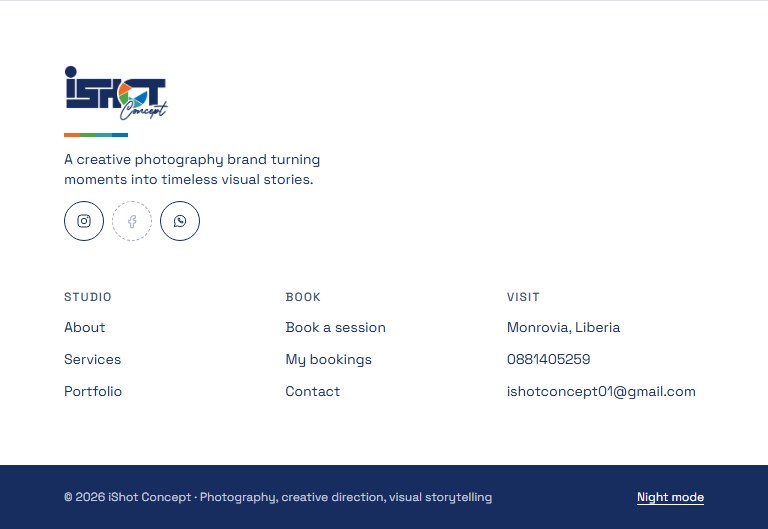 iSHOT
Concept
A creative photography brand turning
moments into timeless visual stories.
STUDIO
About
Services
Portfolio
BOOK
Book a session
My bookings
Contact
VISIT
Monrovia, Liberia
0881405259
ishotconcept01@gmail.com
© 2026 iShot Concept · Photography, creative direction, visual storytelling
Night mode